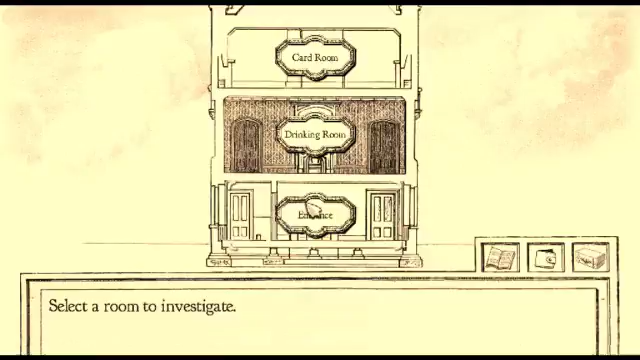 Card Room
Drinking Room
Entrance
Select a room to investigate.